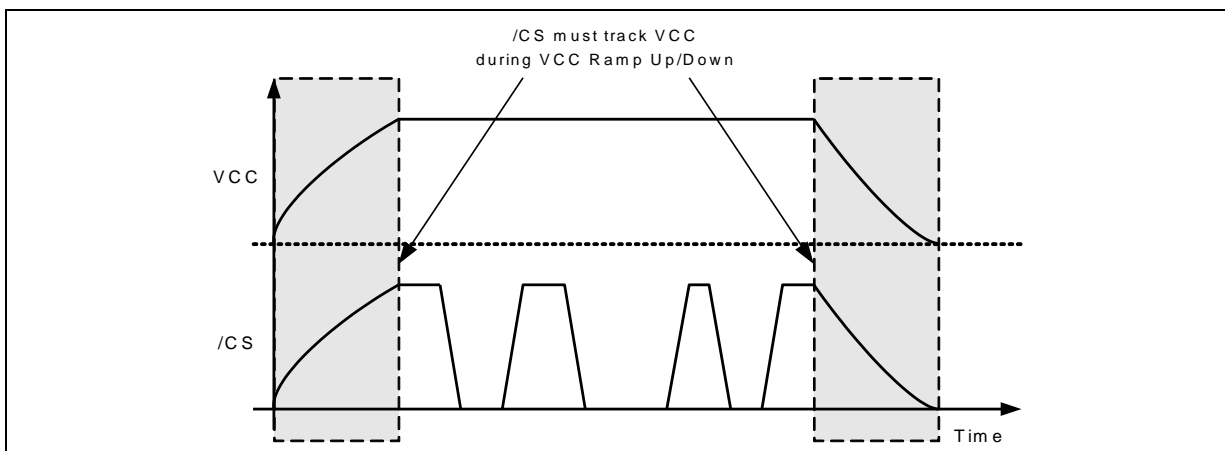 /CS must track VCC
during VCC Ramp Up/Down
VCC
/CS
Time